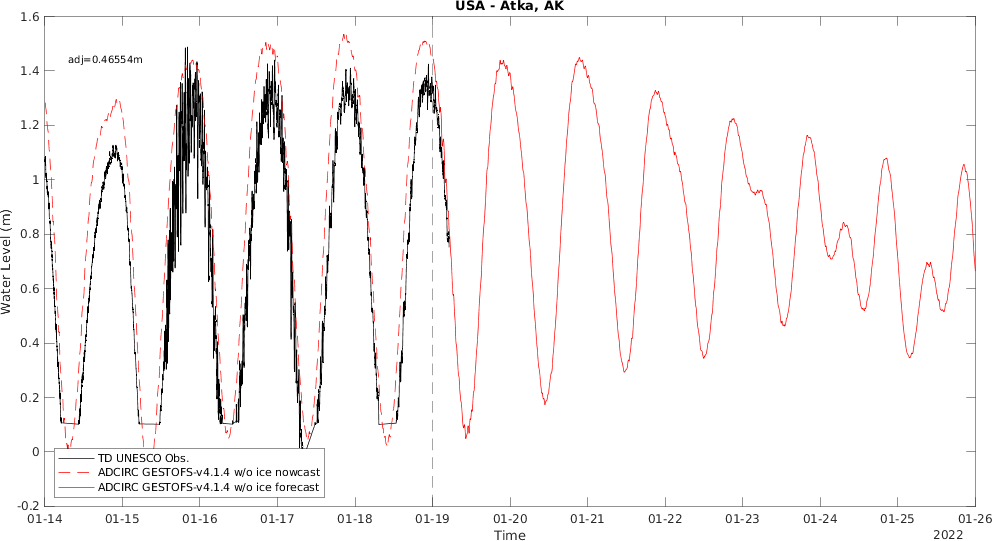 USA - Atka, AK
adj=0.46554m
Water Level (m)
1.6
1.4
1.2
1
0.8
0.6
0.4
0.2
0
-0.2
TD UNESCO Obs.
ADCIRC GESTOFS-v4.1.4 w/o ice nowcast
ADCIRC GESTOFS-v4.1.4 w/o ice forecast
01-14 01-15 01-16 01-17 01-18 01-19 01-20 01-21 01-22 01-23 01-24 01-25 01-26
Time
2022